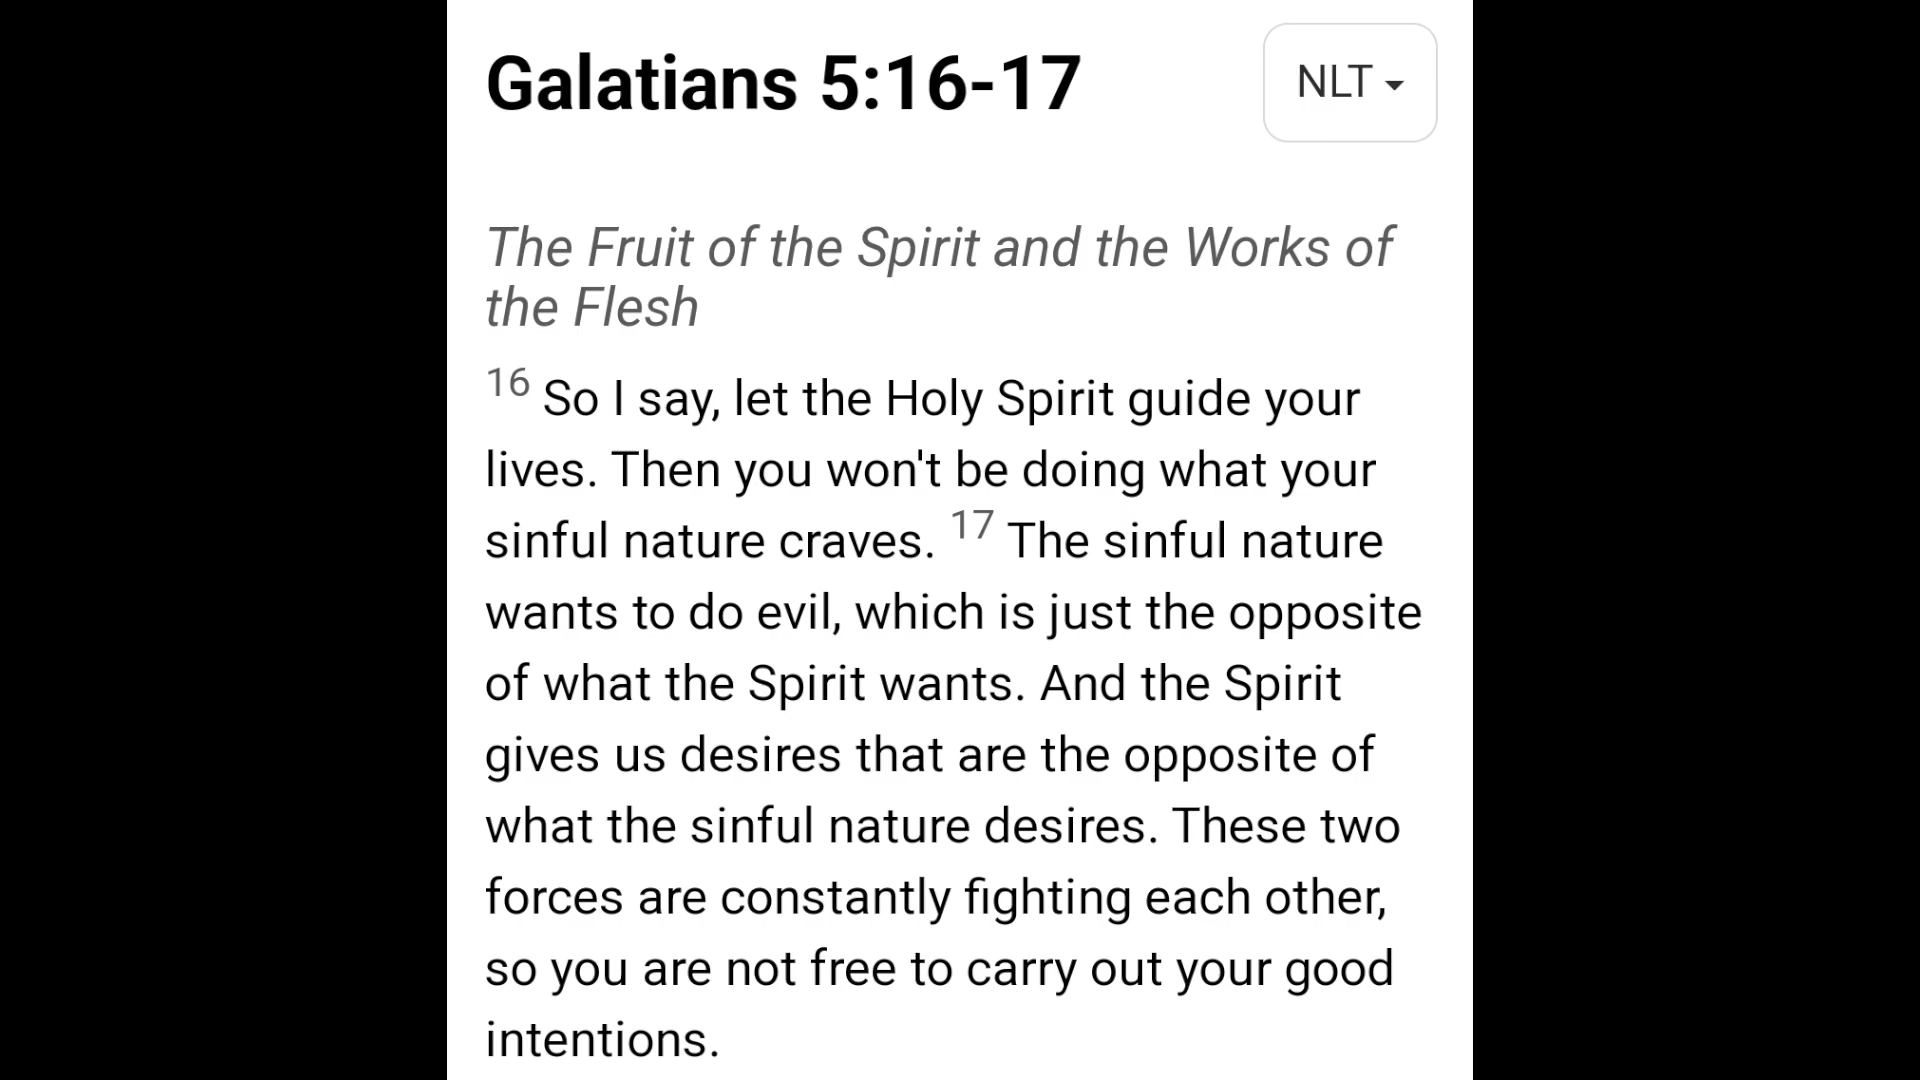 Galatians 5:16-17
NLT
The Fruit of the Spirit and the Works of
the Flesh
16 So I say, let the Holy Spirit guide your
lives. Then you won't be doing what your
sinful nature craves. 17 The sinful nature
wants to do evil, which is just the opposite
of what the Spirit wants. And the Spirit
gives us desires that are the opposite of
what the sinful nature desires. These two
forces are constantly fighting each other,
so you are not free to carry out your good
intentions.